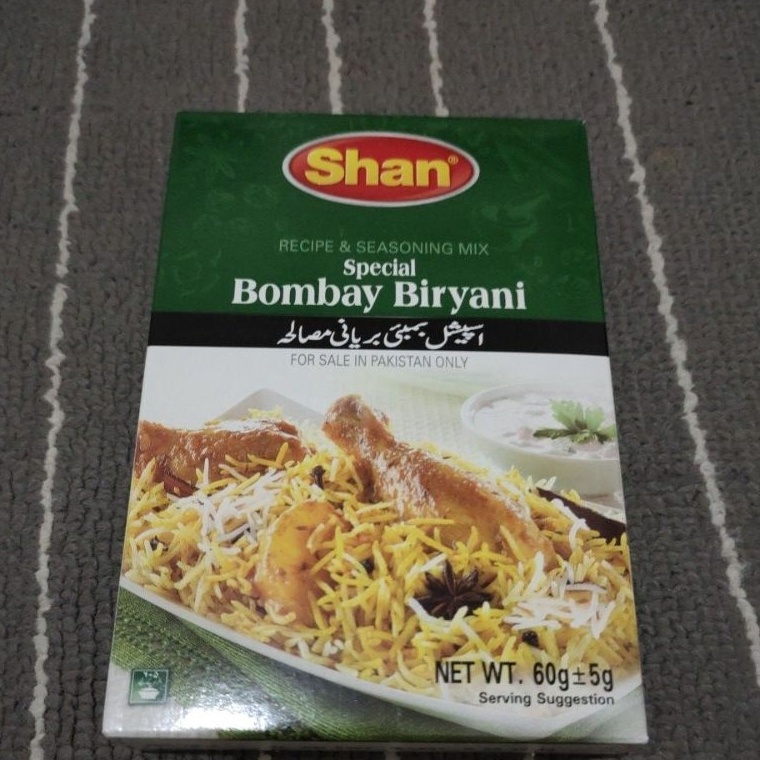 Shan®
RECIPE & SEASONING MIX
Special
Bombay Biryani
اسپیشل بمبئی بریانی مصالحہ
FOR SALE IN PAKISTAN ONLY
NET WT. 60g±5g
Serving Suggestion